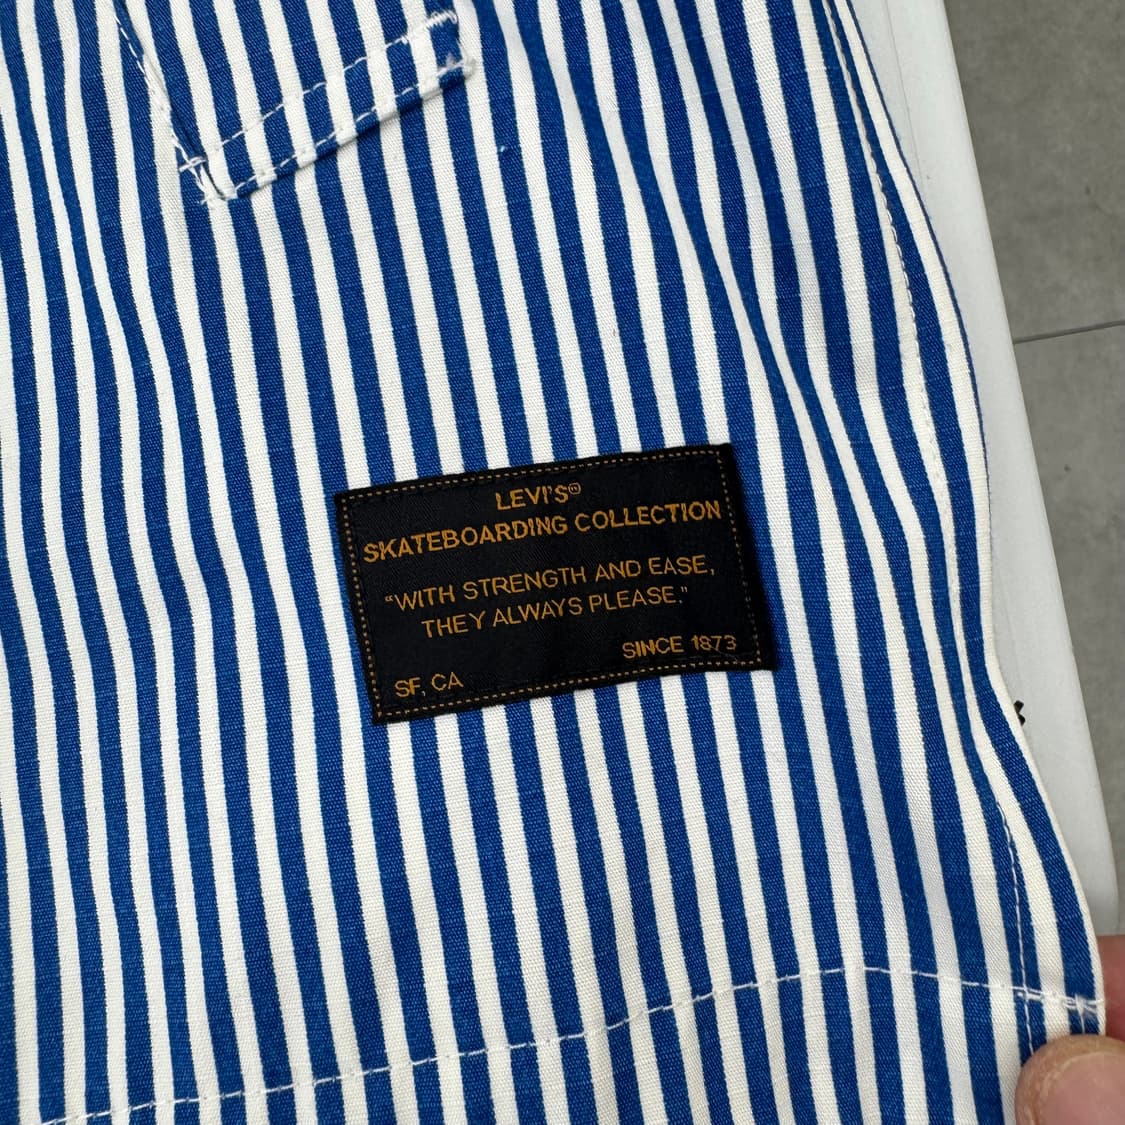 LEVI'S®
SKATEBOARDING COLLECTION
“WITH STRENGTH AND EASE,
THEY ALWAYS PLEASE.”
SINCE 1873
SF, CA